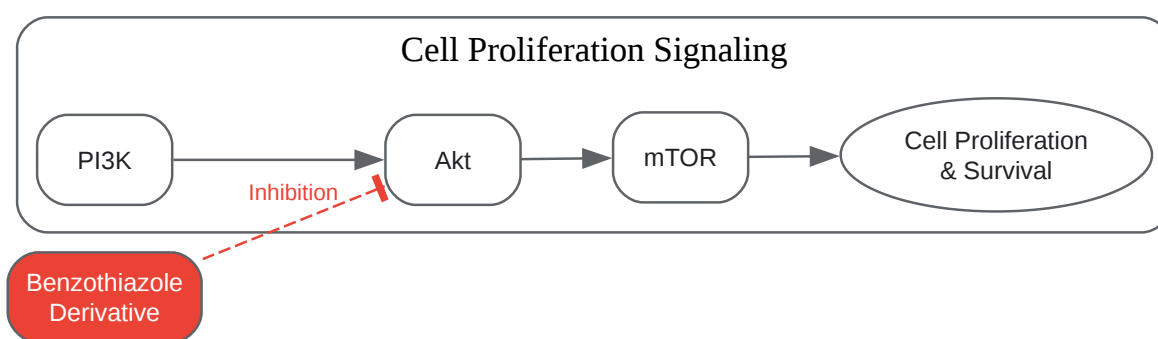 Cell Proliferation Signaling
PI3K
Akt
mTOR
Cell Proliferation
& Survival
Inhibition
Benzothiazole
Derivative